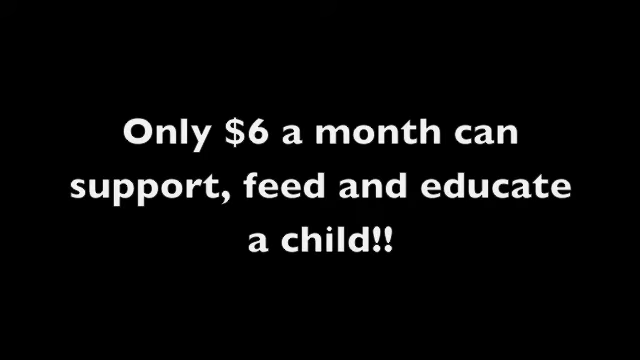 Only $6 a month can
support, feed and educate
a child!!